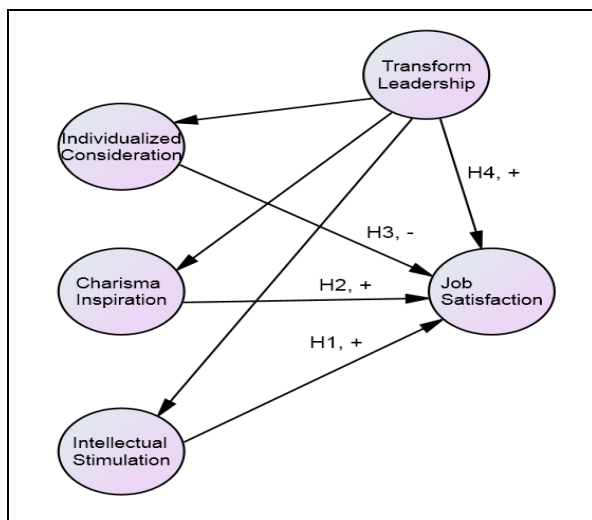 Transform
Leadership
Individualized
Consideration
H4, +
H3, -
Charisma
Inspiration
H2, +
Job
Satisfaction
H1, +
Intellectual
Stimulation